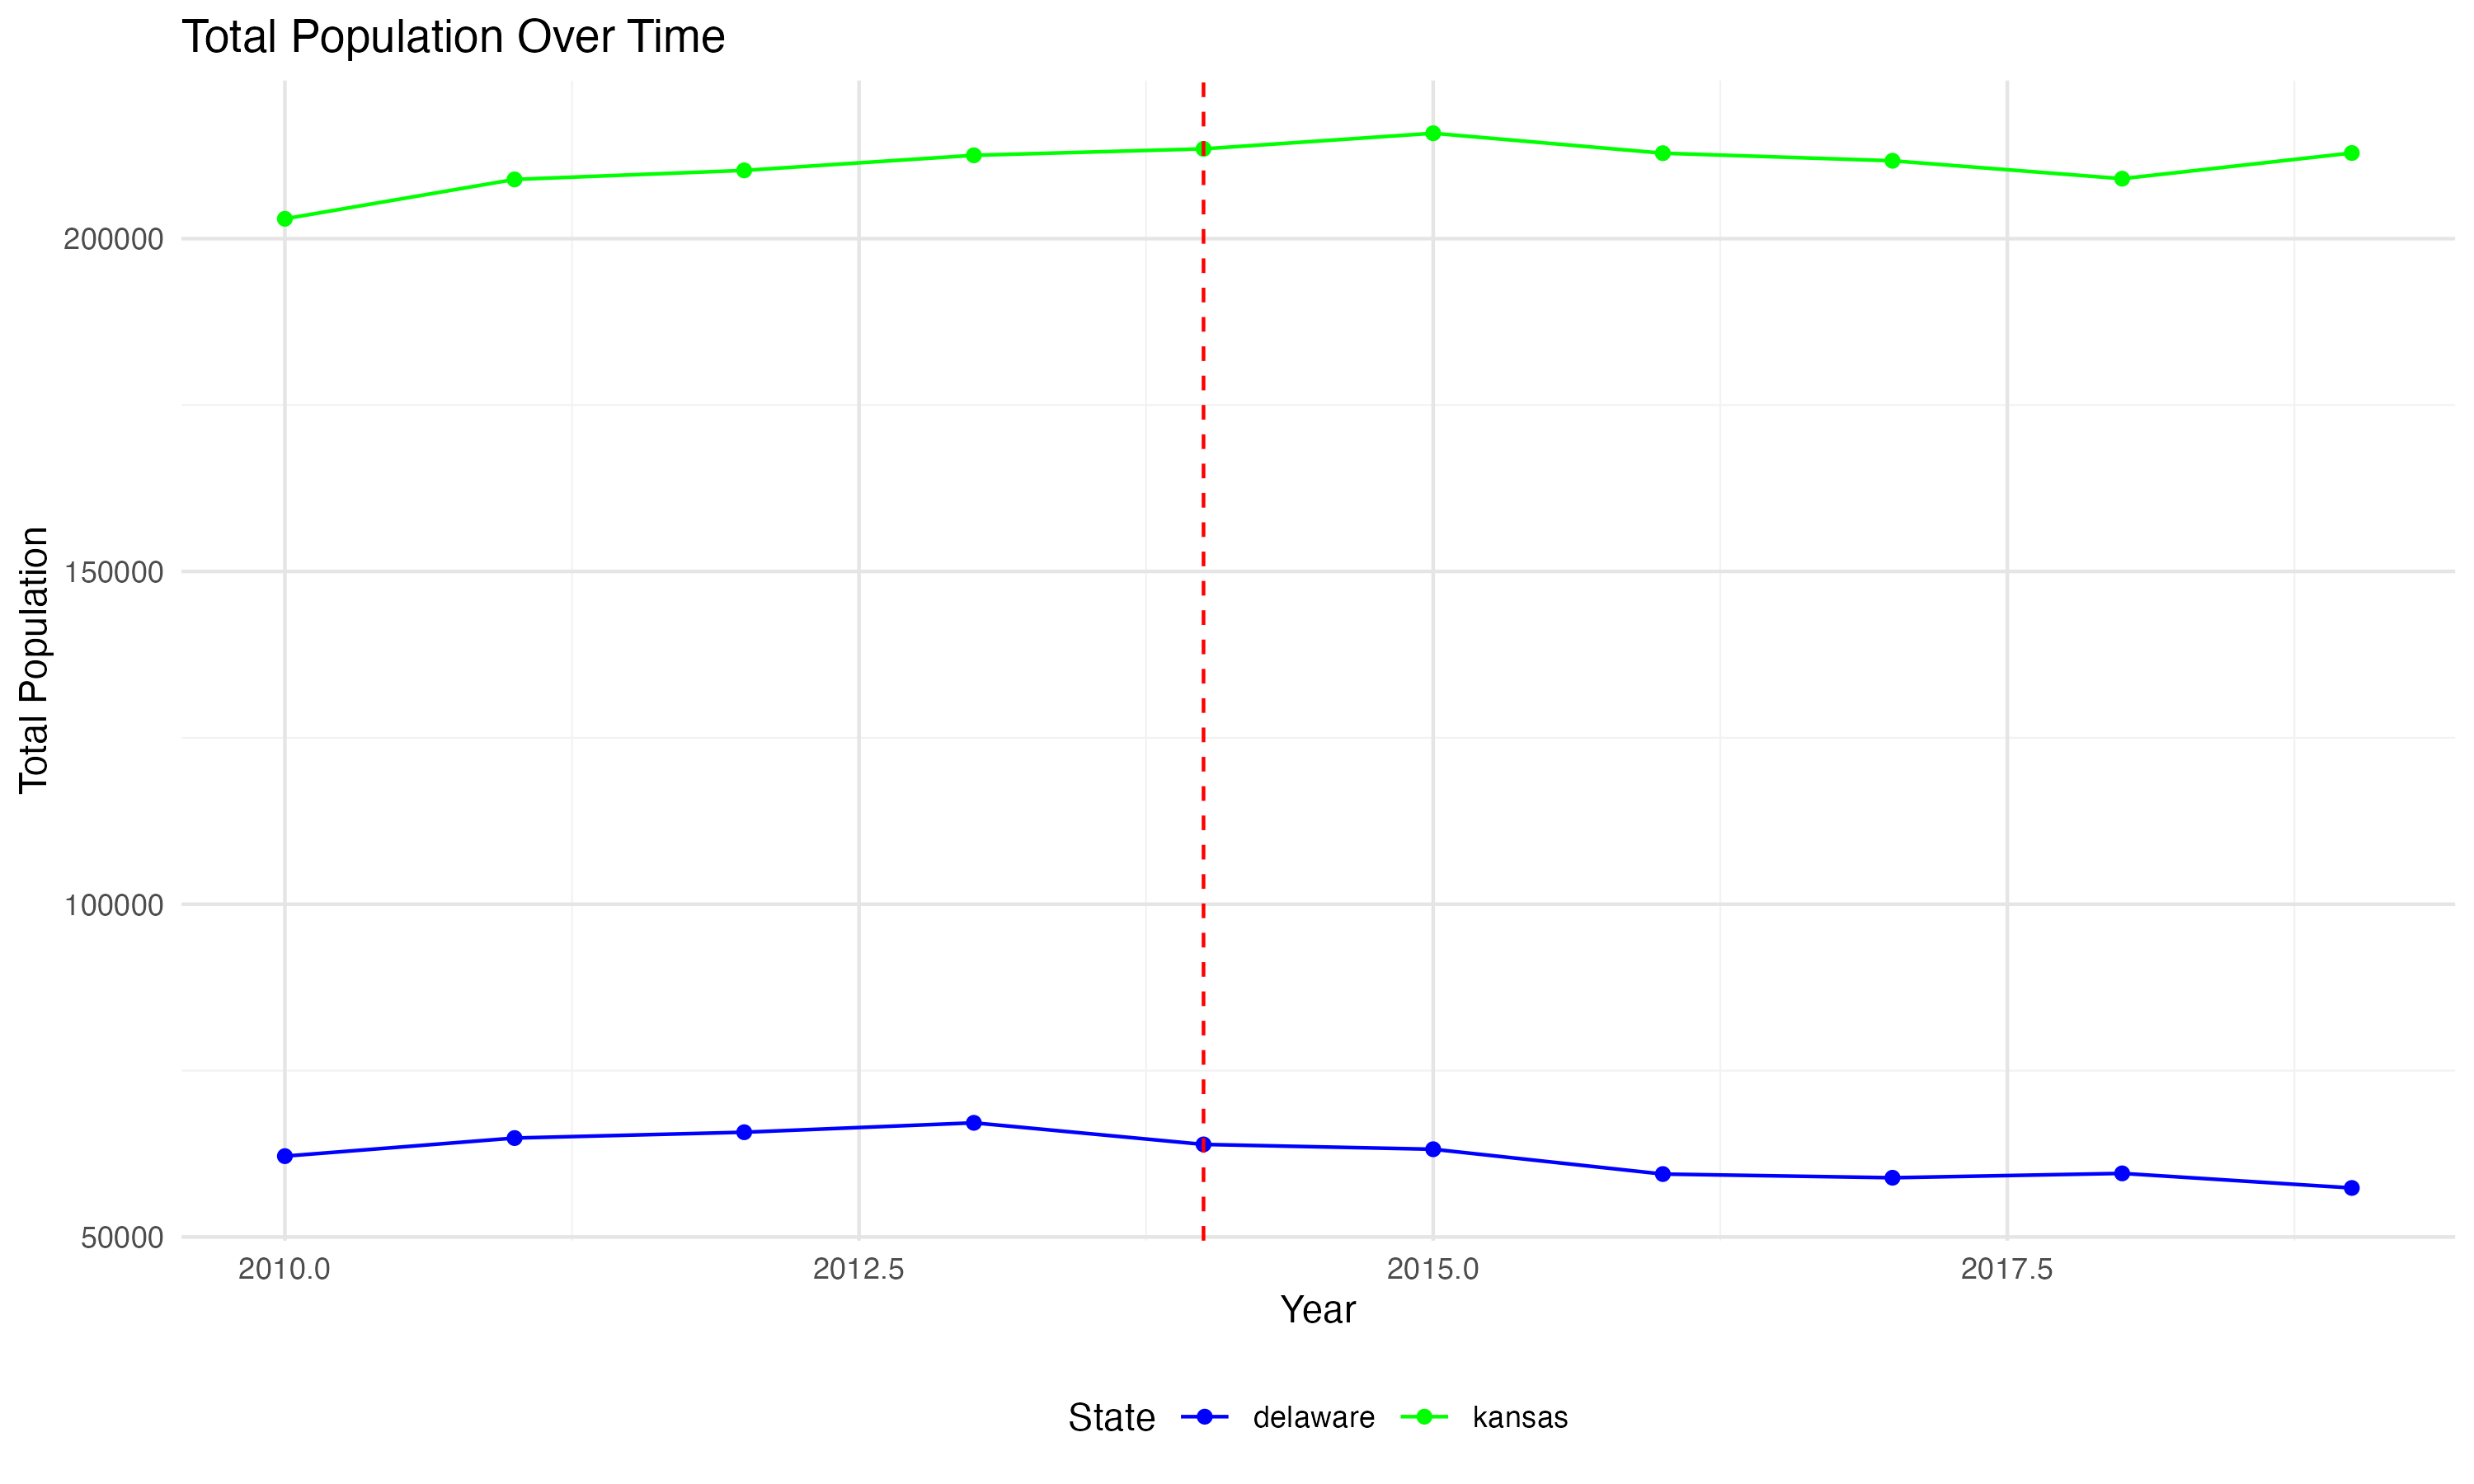 Total Population Over Time
Total Population
200000
150000
100000
50000
2010.0 2012.5 2015.0 2017.5
Year
State delaware kansas